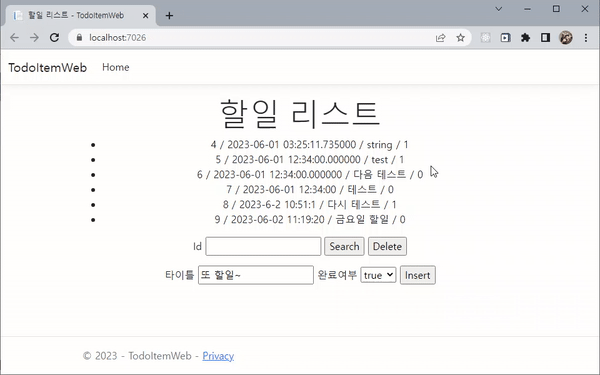 할일 리스트 - TodoItemWeb
localhost:7026
TodoItemWeb Home
할일 리스트
4 / 2023-06-01 03:25:11.735000 / string / 1
5 / 2023-06-01 12:34:00.000000 / test / 1
6 / 2023-06-01 12:34:00.000000 / 다음 테스트 / 0
7 / 2023-06-01 12:34:00 / 테스트 / 0
8 / 2023-6-2 10:51:1 / 다시 테스트 / 1
9 / 2023-06-02 11:19:20 / 금요일 할일 / 0
Id Search Delete
타이틀 또 할일~ 완료여부 true Insert
© 2023 - TodoItemWeb - Privacy